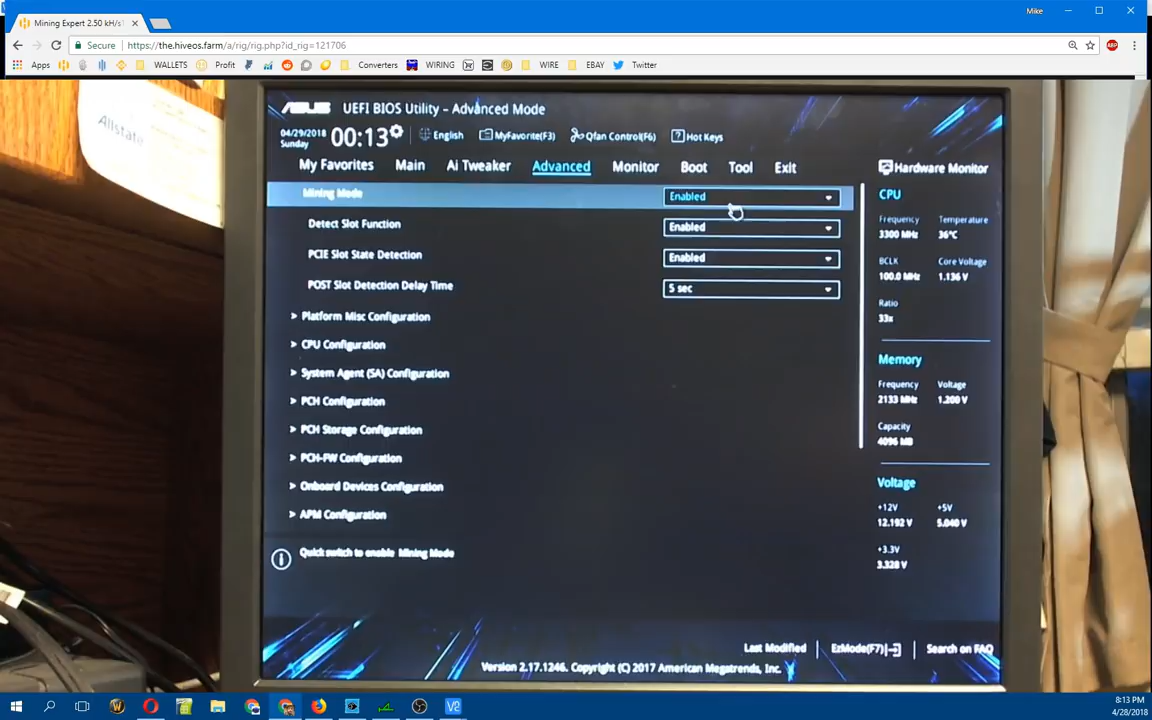 Mike
Mining Expert 2.50 kH/s
Secure
https://the.hiveos.farm/a/rig/rig.php?id_rig=121706
ABP
Apps
WALLETS
Profit
Converters
WIRING
WIRE
EBAY
Twitter
Allstate
ASUS UEFI BIOS Utility – Advanced Mode
04/29/2018
Sunday
00:13
English
MyFavorite(F3)
Qfan Control(F6)
? Hot Keys
My Favorites
Main
Ai Tweaker
Advanced
Monitor
Boot
Tool
Exit
Hardware Monitor
Mining Mode Enabled
Detect Slot Function Enabled
PCIE Slot State Detection Enabled
POST Slot Detection Delay Time 5 sec
> Platform Misc Configuration
> CPU Configuration
> System Agent (SA) Configuration
> PCH Configuration
> PCH Storage Configuration
> PCH-FW Configuration
> Onboard Devices Configuration
> APM Configuration
Quick switch to enable Mining Mode
CPU
Frequency Temperature
3300 MHz 36°C
BCLK Core Voltage
100.0 MHz 1.136 V
Ratio
33x
Memory
Frequency Voltage
2133 MHz 1.200 V
Capacity
4096 MB
Voltage
+12V +5V
12.192 V 5.040 V
+3.3V
3.328 V
Last Modified
EzMode(F7)
Search on FAQ
Version 2.17.1246. Copyright (C) 2017 American Megatrends, Inc.
8:13 PM
4/28/2018